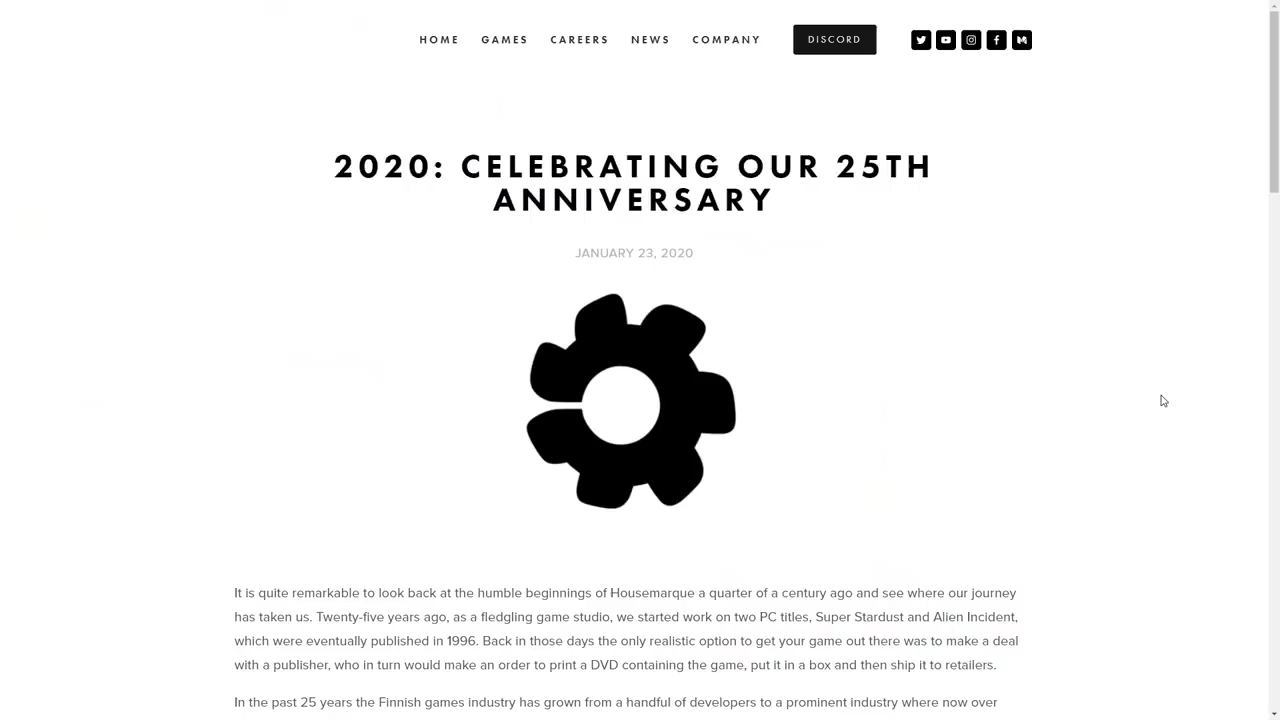 HOME GAMES CAREERS NEWS COMPANY DISCORD
2020: CELEBRATING OUR 25TH
ANNIVERSARY
JANUARY 23, 2020
It is quite remarkable to look back at the humble beginnings of Housemarque a quarter of a century ago and see where our journey
has taken us. Twenty-five years ago, as a fledgling game studio, we started work on two PC titles, Super Stardust and Alien Incident,
which were eventually published in 1996. Back in those days the only realistic option to get your game out there was to make a deal
with a publisher, who in turn would make an order to print a DVD containing the game, put it in a box and then ship it to retailers.
In the past 25 years the Finnish games industry has grown from a handful of developers to a prominent industry where now over